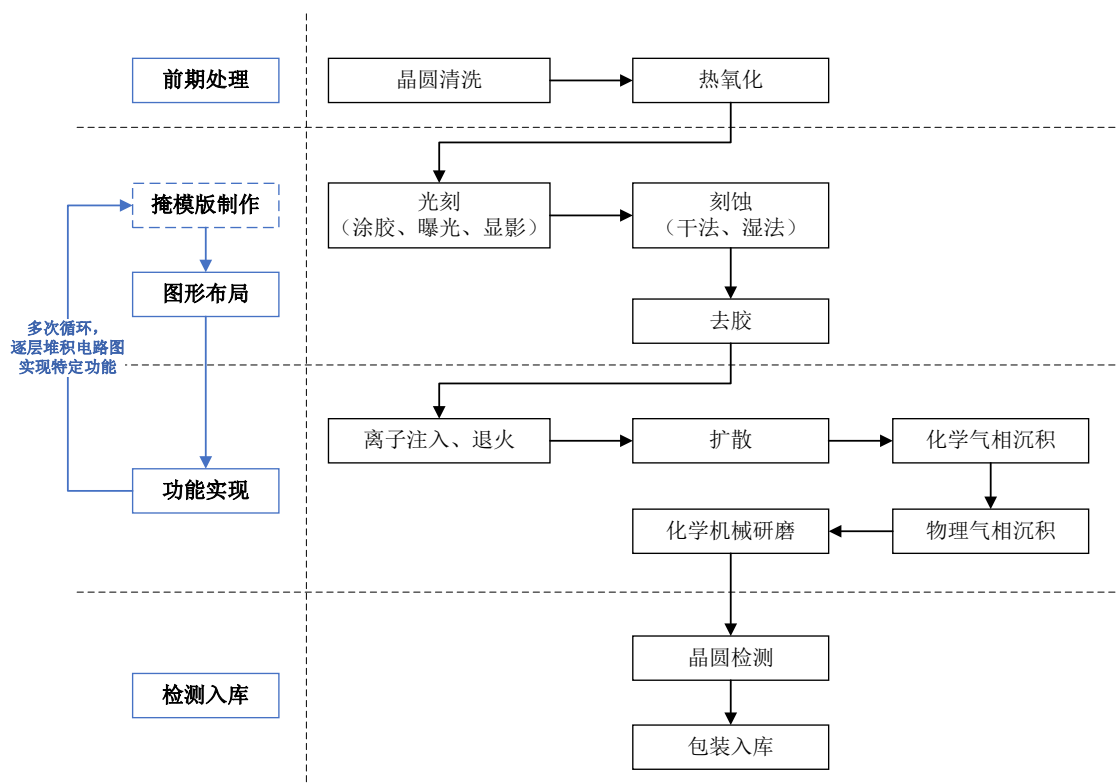 前期处理
晶圆清洗
热氧化
掩模版制作
光刻
（涂胶、曝光、显影）
刻蚀
（干法、湿法）
图形布局
去胶
多次循环，
逐层堆积电路图
实现特定功能
离子注入、退火
扩散
化学气相沉积
功能实现
化学机械研磨
物理气相沉积
晶圆检测
检测入库
包装入库